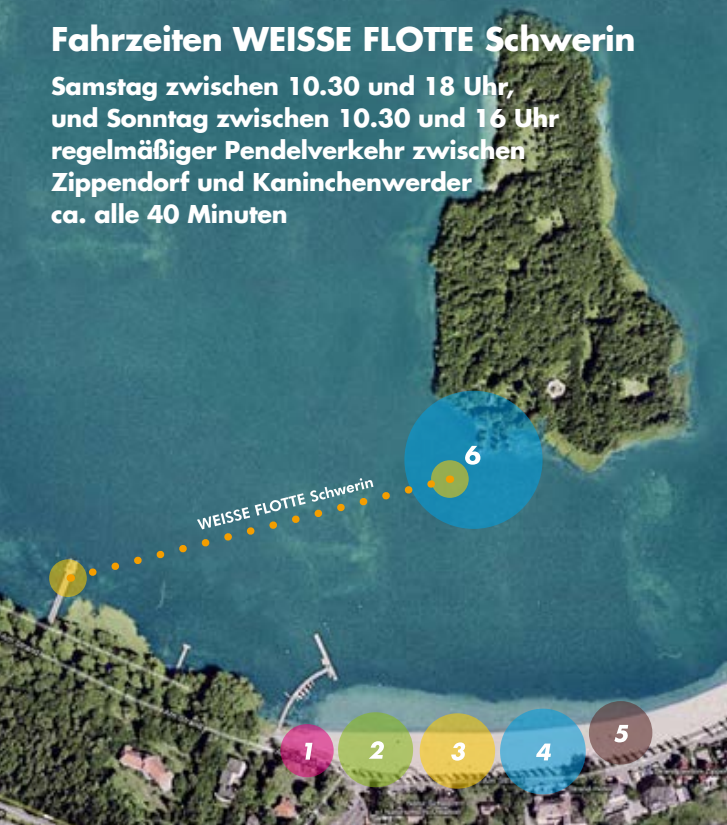 Fahrzeiten WEISSE FLOTTE Schwerin
Samstag zwischen 10.30 und 18 Uhr,
und Sonntag zwischen 10.30 und 16 Uhr
regelmäßiger Pendelverkehr zwischen
Zippendorf und Kaninchenwerder
ca. alle 40 Minuten
6
WEISSE FLOTTE Schwerin
1
2
3
4
5